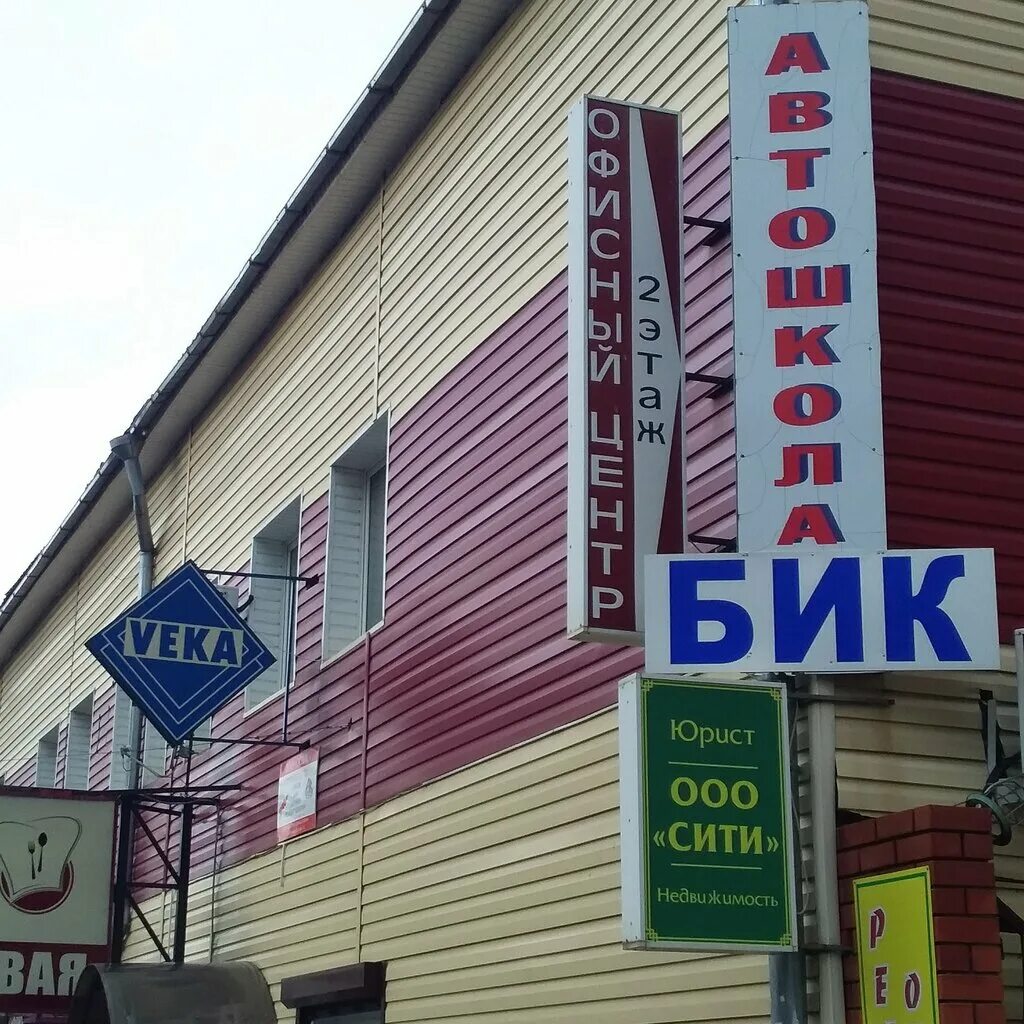 АВТОШКОЛА
ОФИСНЫЙ ЦЕНТР
2 этаж
БИК
VEKA
Юрист
ООО
«СИТИ»
Недвижимость
ВАЯ